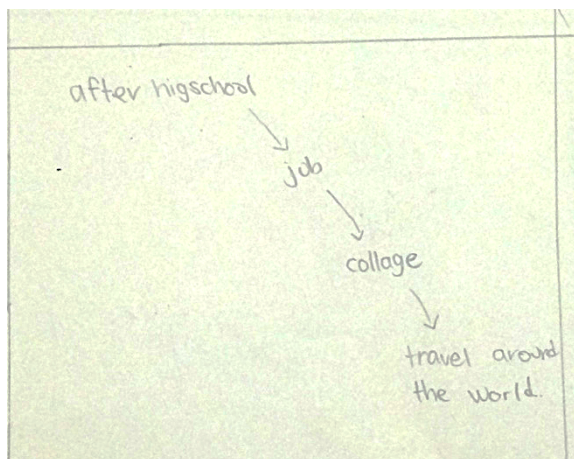 after higschool
job
collage
travel around
the world.